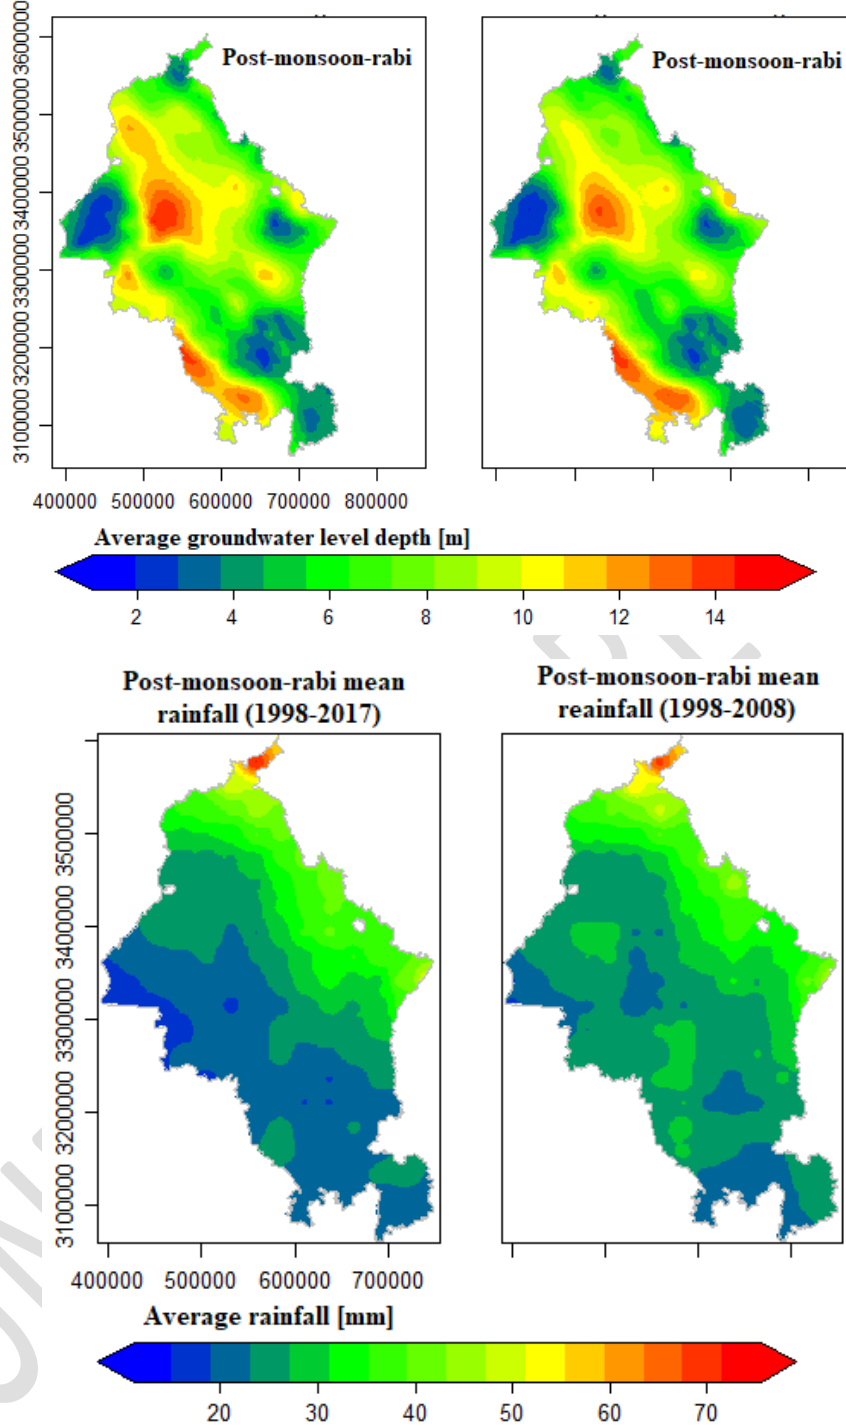 Post-monsoon-rabi
Post-monsoon-rabi
3600000
3500000
3400000
3300000
3200000
3100000
400000 500000 600000 700000 800000
Average groundwater level depth [m]
2 4 6 8 10 12 14
Post-monsoon-rabi mean
rainfall (1998-2017)
Post-monsoon-rabi mean
reainfall (1998-2008)
3500000
3400000
3300000
3200000
3100000
400000 500000 600000 700000
Average rainfall [mm]
20 30 40 50 60 70